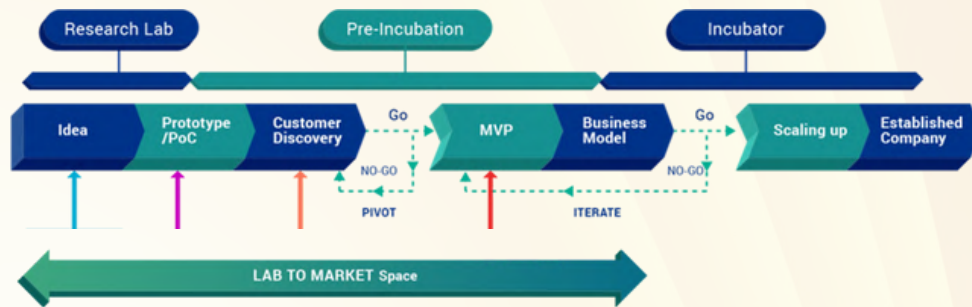 Research Lab
Pre-Incubation
Incubator
Idea
Prototype
/PoC
Customer
Discovery
Go
NO-GO
PIVOT
MVP
Business
Model
Go
NO-GO
ITERATE
Scaling up
Established
Company
LAB TO MARKET Space